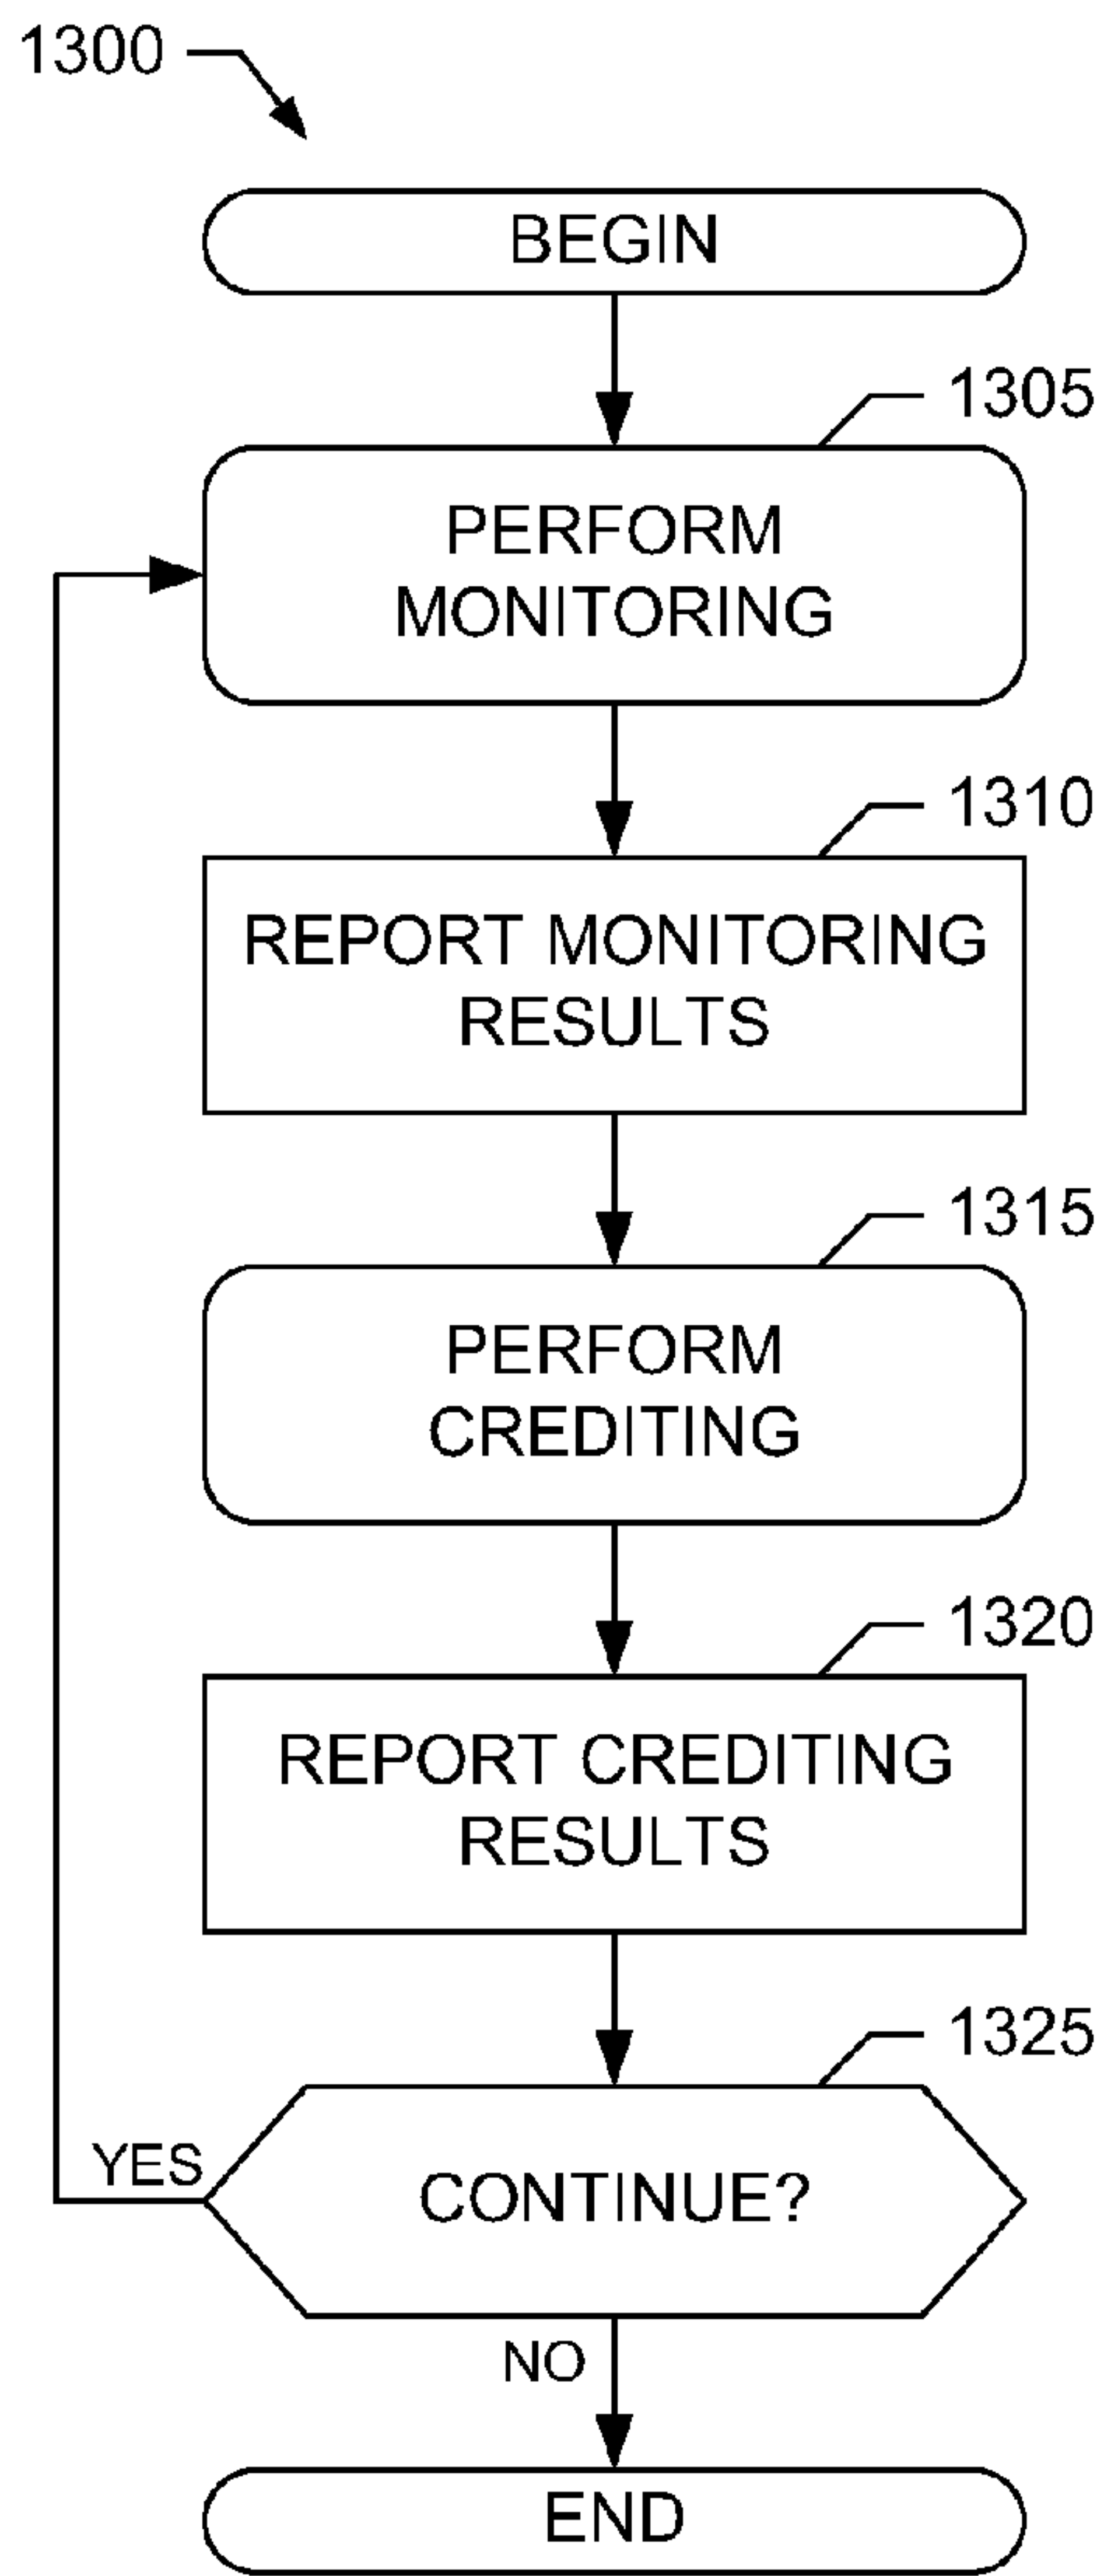 1300
BEGIN
1305
PERFORM
MONITORING
1310
REPORT MONITORING
RESULTS
1315
PERFORM
CREDITING
1320
REPORT CREDITING
RESULTS
1325
YES
CONTINUE?
NO
END